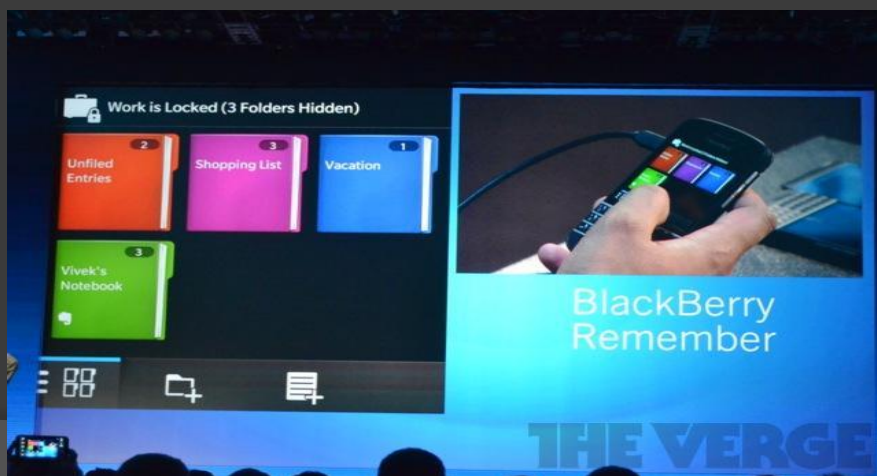 Work is Locked (3 Folders Hidden)
2
Unfiled
Entries
3
Shopping List
1
Vacation
3
Vivek's
Notebook
BlackBerry
Remember
THE VERGE